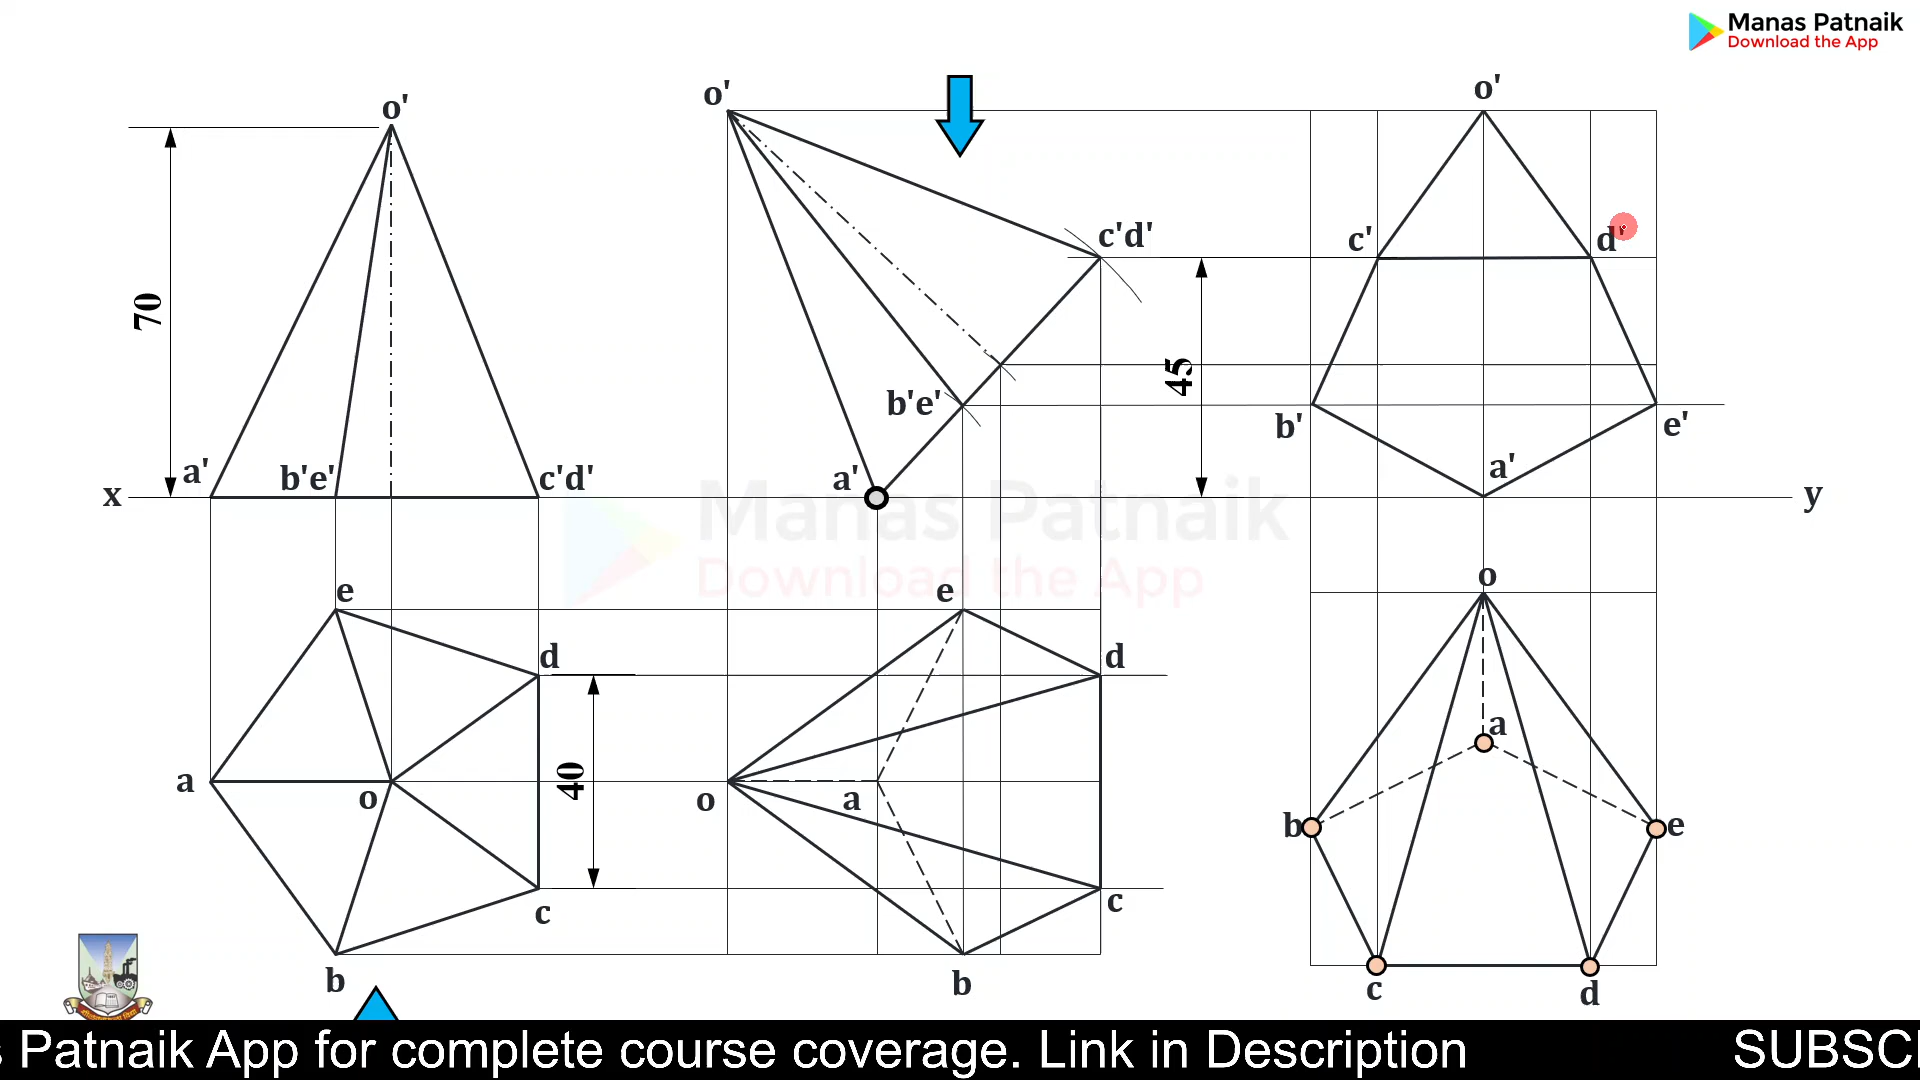 Manas Patnaik
Download the App
o'
o'
o'
c'd'
c'
d'
70
45
b'e'
b'
e'
a'
b'e'
c'd'
a'
a'
x
y
Manas Patnaik
Download the App
e
e
o
d
d
a
a
o
40
o
a
b
e
c
c
b
b
c
d
s Patnaik App for complete course coverage. Link in Description
SUBSC